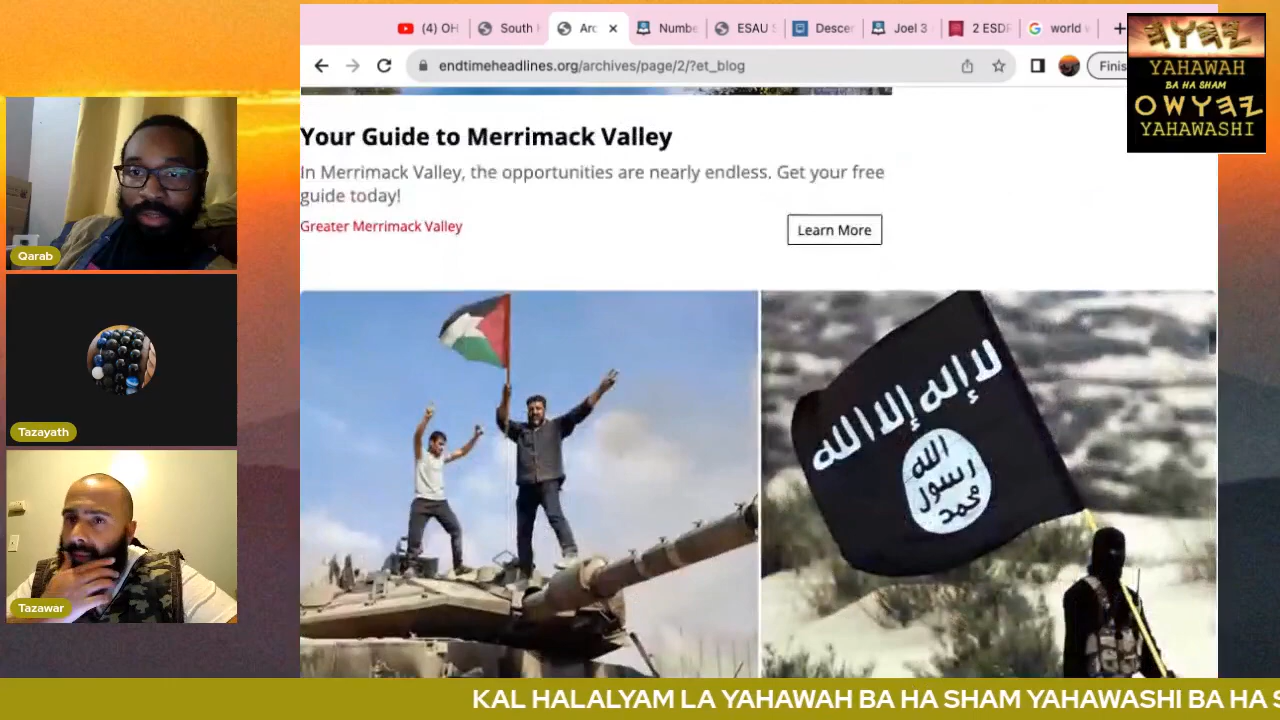 (4) OH
South
Arc
Numbe
ESAU S
Descer
Joel 3
2 ESDR
world w
endtimeheadlines.org/archives/page/2/?et_blog
Finis
YAHAWAH
BA HA SHAM
YAHAWASHI
Your Guide to Merrimack Valley
In Merrimack Valley, the opportunities are nearly endless. Get your free
guide today!
Greater Merrimack Valley
Learn More
لا إله إلا الله
الله
رسول
محمد
Qarab
Tazayath
Tazawar
KAL HALALYAM LA YAHAWAH BA HA SHAM YAHAWASHI BA HA S